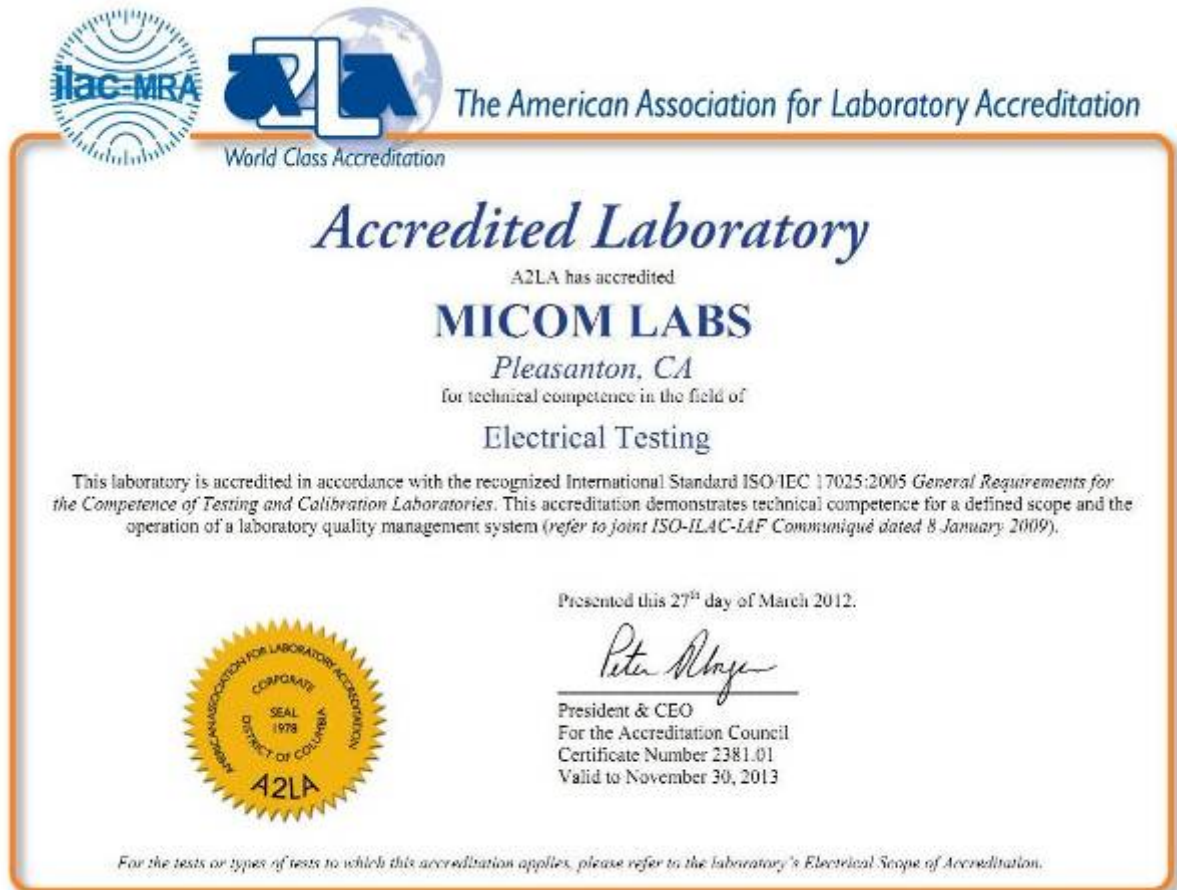 ilac-MRA
A2LA
The American Association for Laboratory Accreditation
World Class Accreditation
Accredited Laboratory
A2LA has accredited
MICOM LABS
Pleasanton, CA
for technical competence in the field of
Electrical Testing
This laboratory is accredited in accordance with the recognized International Standard ISO/IEC 17025:2005 General Requirements for
the Competence of Testing and Calibration Laboratories. This accreditation demonstrates technical competence for a defined scope and the
operation of a laboratory quality management system (refer to joint ISO-ILAC-IAF Communiqué dated 8 January 2009).
Presented this 27th day of March 2012.
Peter
President & CEO
For the Accreditation Council
Certificate Number 2381.01
Valid to November 30, 2013
AMERICAN ASSOCIATION FOR LABORATORY ACCREDITATION
CORPORATE
SEAL
1978
DISTRICT OF COLUMBIA
A2LA
For the tests or types of tests to which this accreditation applies, please refer to the laboratory's Electrical Scope of Accreditation.